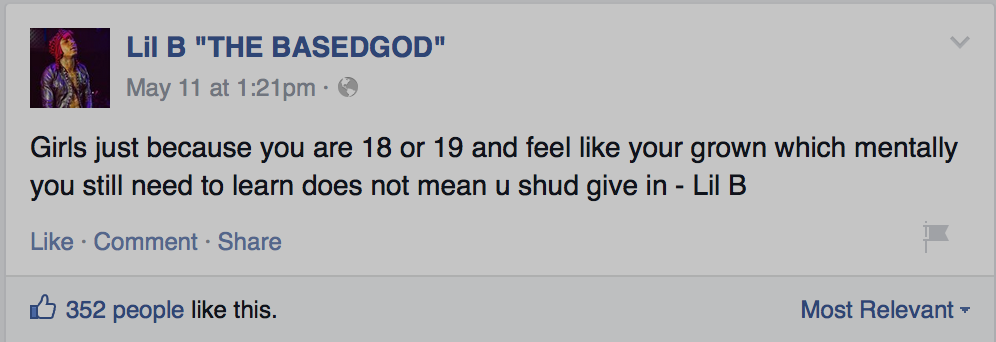 Lil B "THE BASEDGOD"
May 11 at 1:21pm ·
Girls just because you are 18 or 19 and feel like your grown which mentally
you still need to learn does not mean u shud give in - Lil B
Like · Comment · Share
352 people like this.
Most Relevant